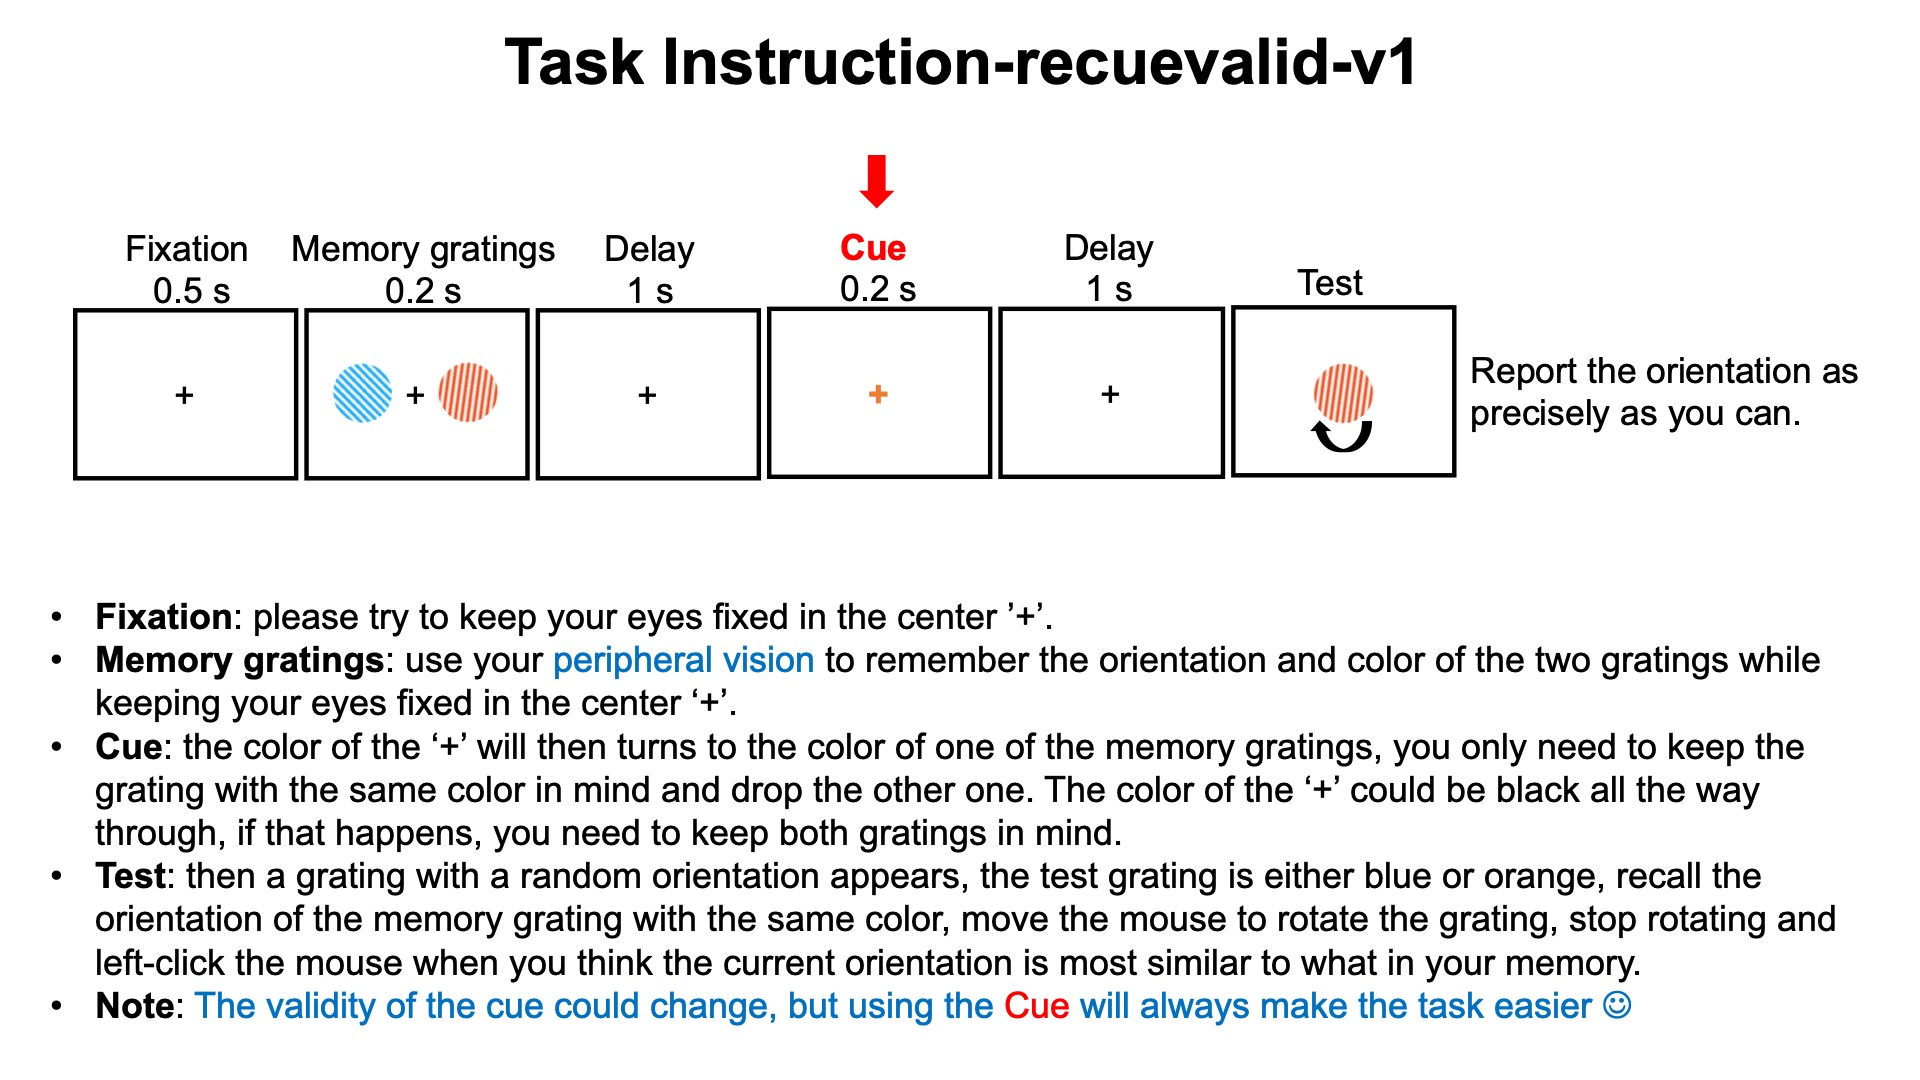 Task Instruction-recuevalid-v1
Fixation
0.5 s
Memory gratings
0.2 s
Delay
1 s
Cue
0.2 s
Delay
1 s
Test
+
+
+
+
+
Report the orientation as
precisely as you can.
• Fixation: please try to keep your eyes fixed in the center ’+’.
• Memory gratings: use your peripheral vision to remember the orientation and color of the two gratings while
keeping your eyes fixed in the center ‘+’.
• Cue: the color of the ‘+’ will then turns to the color of one of the memory gratings, you only need to keep the
grating with the same color in mind and drop the other one. The color of the ‘+’ could be black all the way
through, if that happens, you need to keep both gratings in mind.
• Test: then a grating with a random orientation appears, the test grating is either blue or orange, recall the
orientation of the memory grating with the same color, move the mouse to rotate the grating, stop rotating and
left-click the mouse when you think the current orientation is most similar to what in your memory.
• Note: The validity of the cue could change, but using the Cue will always make the task easier ☺